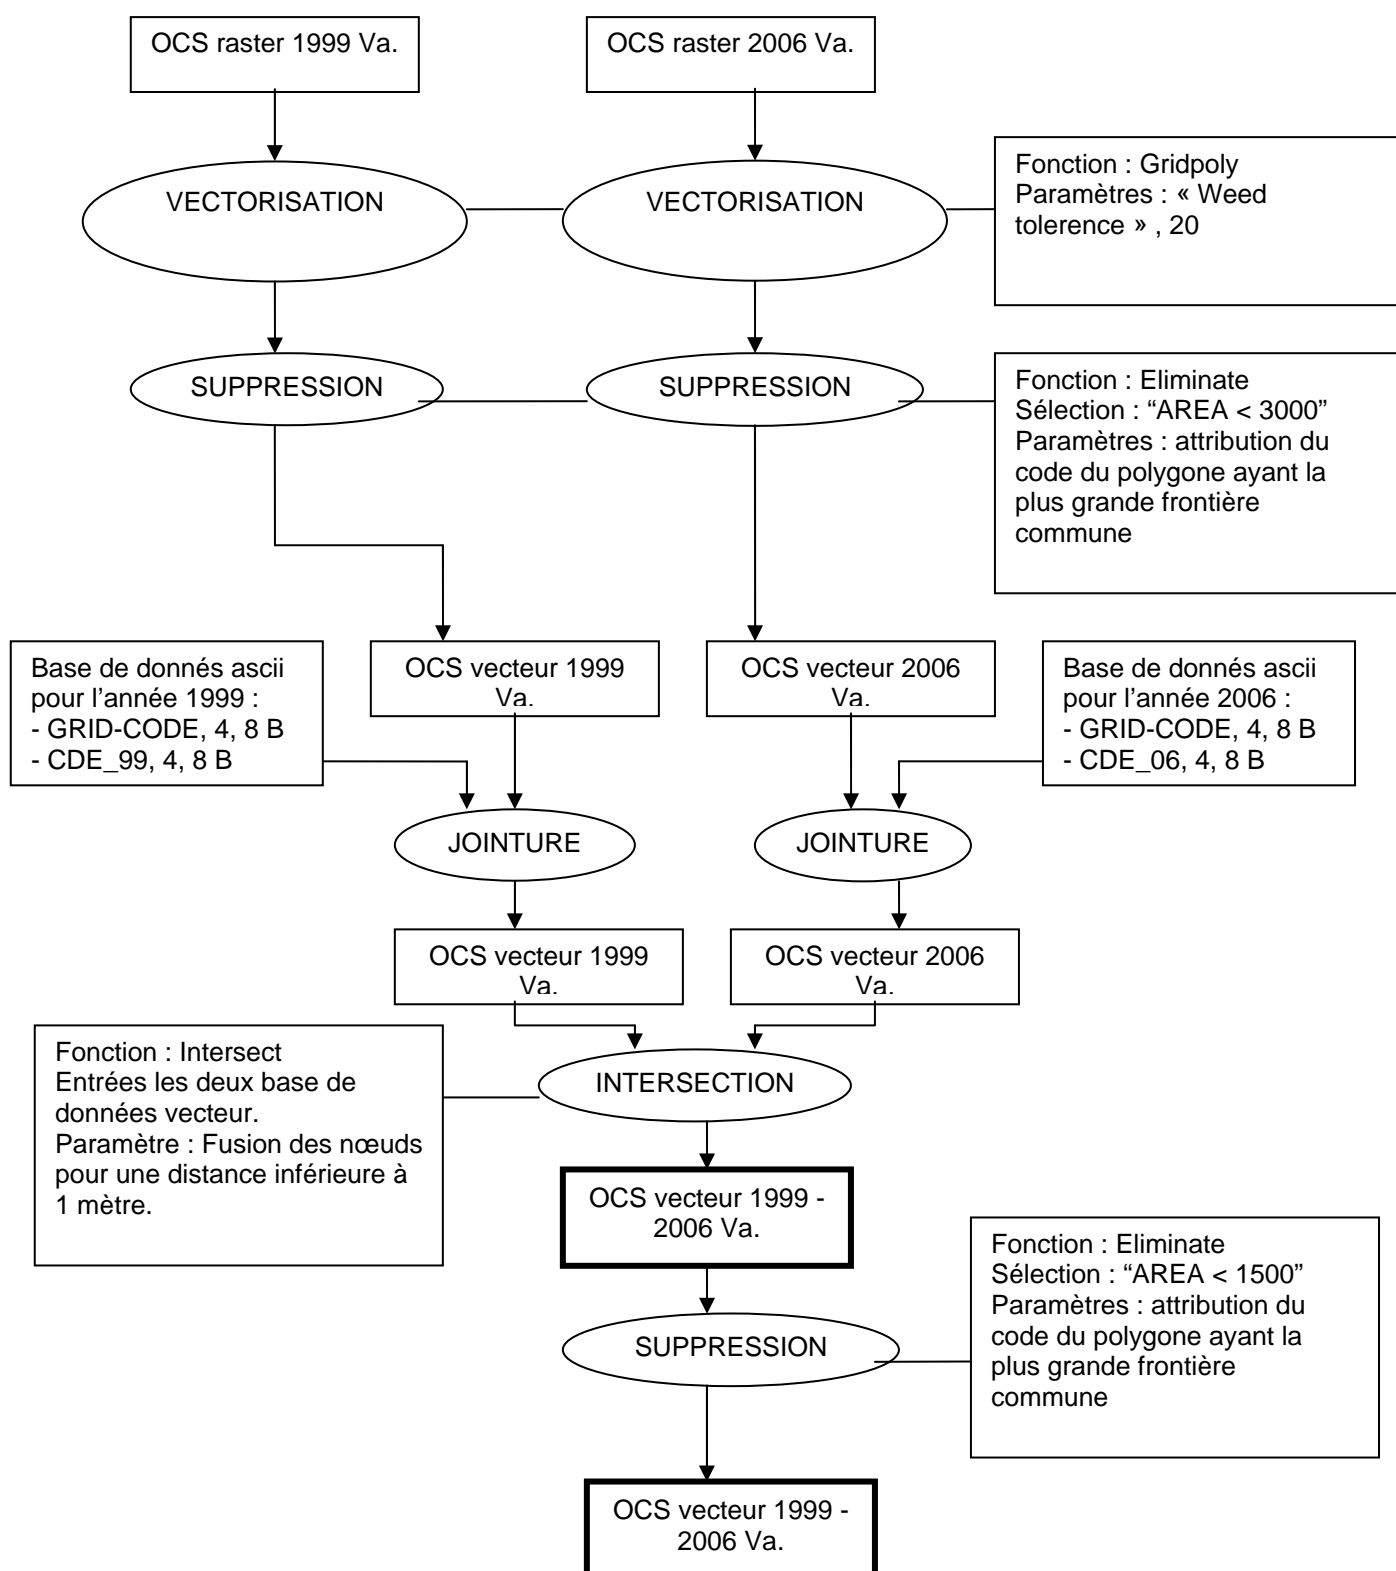 OCS raster 1999 Va.
OCS raster 2006 Va.
VECTORISATION
VECTORISATION
Fonction : Gridpoly
Paramètres : « Weed
tolerence » , 20
SUPPRESSION
SUPPRESSION
Fonction : Eliminate
Sélection : “AREA < 3000”
Paramètres : attribution du
code du polygone ayant la
plus grande frontière
commune
Base de donnés ascii
pour l’année 1999 :
- GRID-CODE, 4, 8 B
- CDE_99, 4, 8 B
OCS vecteur 1999
Va.
OCS vecteur 2006
Va.
Base de donnés ascii
pour l’année 2006 :
- GRID-CODE, 4, 8 B
- CDE_06, 4, 8 B
JOINTURE
JOINTURE
OCS vecteur 1999
Va.
OCS vecteur 2006
Va.
Fonction : Intersect
Entrées les deux base de
données vecteur.
Paramètre : Fusion des nœuds
pour une distance inférieure à
1 mètre.
INTERSECTION
OCS vecteur 1999 -
2006 Va.
Fonction : Eliminate
Sélection : “AREA < 1500”
Paramètres : attribution du
code du polygone ayant la
plus grande frontière
commune
SUPPRESSION
OCS vecteur 1999 -
2006 Va.